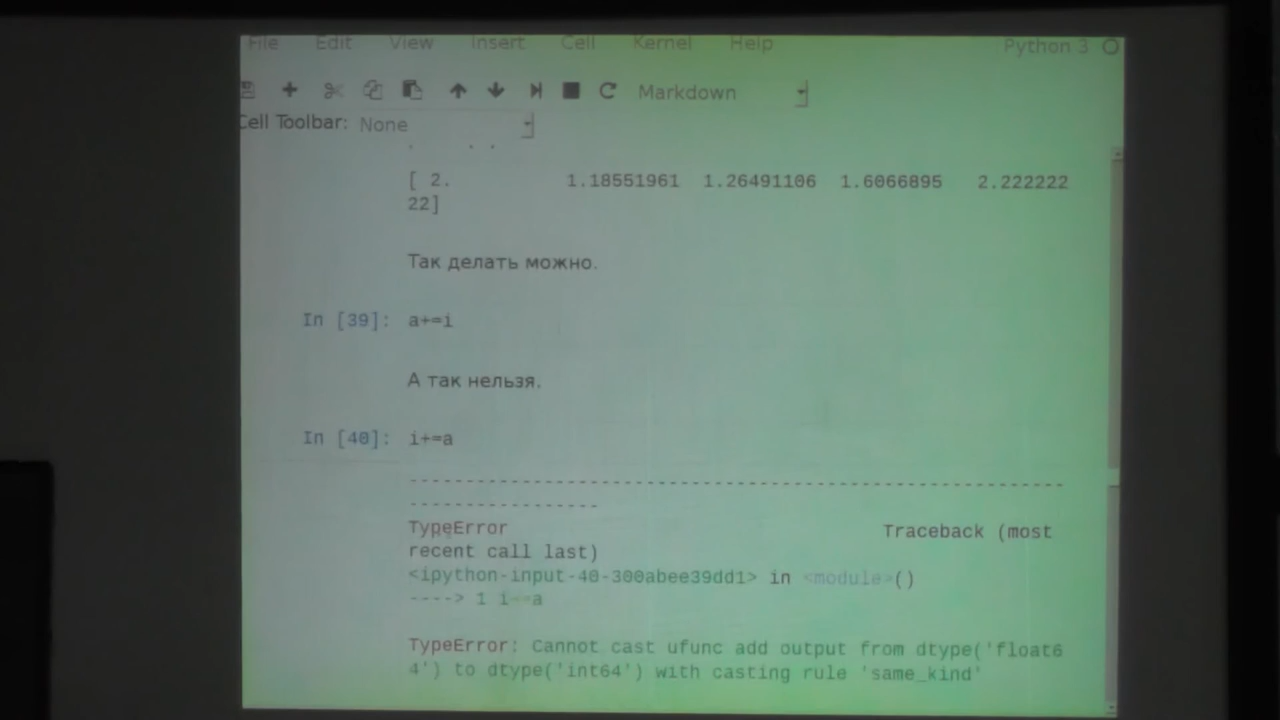 File Edit View Insert Cell Kernel Help Python 3
Markdown
Cell Toolbar: None
[ 2. 1.18551961 1.26491106 1.6066895 2.222222
22]
Так делать можно.
In [39]: a+=i
А так нельзя.
In [40]: i+=a
---------------------------------------------------------
-----------------
TypeError Traceback (most
recent call last)
<ipython-input-40-300abee39dd1> in <module>()
----> 1 i+=a
TypeError: Cannot cast ufunc add output from dtype('float6
4') to dtype('int64') with casting rule 'same_kind'